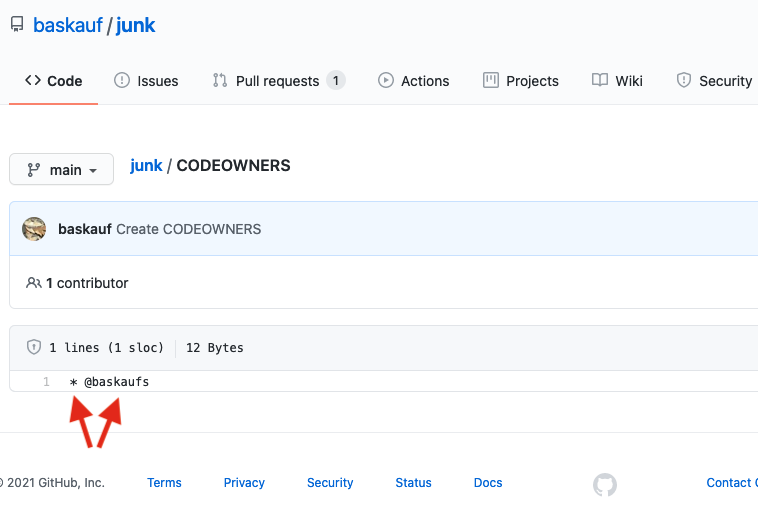 baskauf / junk
Code Issues Pull requests 1 Actions Projects Wiki Security
main junk / CODEOWNERS
baskauf Create CODEOWNERS
1 contributor
1 lines (1 sloc) 12 Bytes
1 * @baskaufs
© 2021 GitHub, Inc. Terms Privacy Security Status Docs Contact